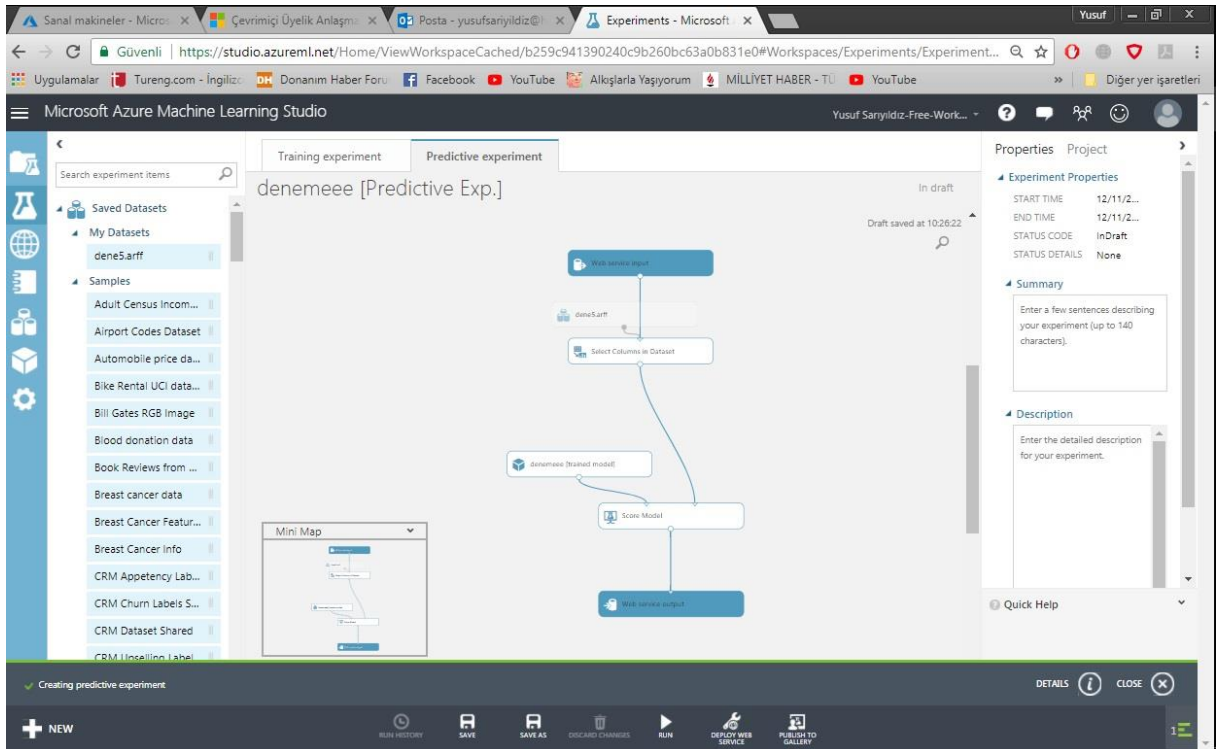 Sanal makineler - Micros
Çevrimiçi Üyelik Anlaşm
Posta - yusufsariyildiz@h
Experiments - Microsoft
Yusuf
Güvenli | https://studio.azureml.net/Home/ViewWorkspaceCached/b259c941390240c9b260bc63a0b831e0#Workspaces/Experiments/Experiment...
Uygulamalar
Tureng.com - İngilizc
DH Donanım Haber Foru
Facebook
YouTube
Alkışlarla Yaşıyorum
MİLLİYET HABER - TÜ
YouTube
»
Diğer yer işaretleri
Microsoft Azure Machine Learning Studio
Yusuf Sarıyıldız-Free-Work...
Search experiment items
Saved Datasets
My Datasets
dene5.arff
Samples
Adult Census Incom...
Airport Codes Dataset
Automobile price da...
Bike Rental UCI data...
Bill Gates RGB Image
Blood donation data
Book Reviews from ...
Breast cancer data
Breast Cancer Featur...
Breast Cancer Info
CRM Appetency Lab...
CRM Churn Labels S...
CRM Dataset Shared
CRM Upselling Label
Training experiment
Predictive experiment
denemeee [Predictive Exp.]
In draft
Draft saved at 10:26:22
Web service input
dene5.arff
Select Columns in Dataset
denemeee [trained model]
Score Model
Web service output
Mini Map
Properties Project
Experiment Properties
START TIME 12/11/2...
END TIME 12/11/2...
STATUS CODE InDraft
STATUS DETAILS None
Summary
Enter a few sentences describing
your experiment (up to 140
characters).
Description
Enter the detailed description
for your experiment.
Quick Help
Creating predictive experiment
DETAILS
CLOSE
NEW
RUN HISTORY
SAVE
SAVE AS
DISCARD CHANGES
RUN
DEPLOY WEB
SERVICE
PUBLISH TO
GALLERY
1